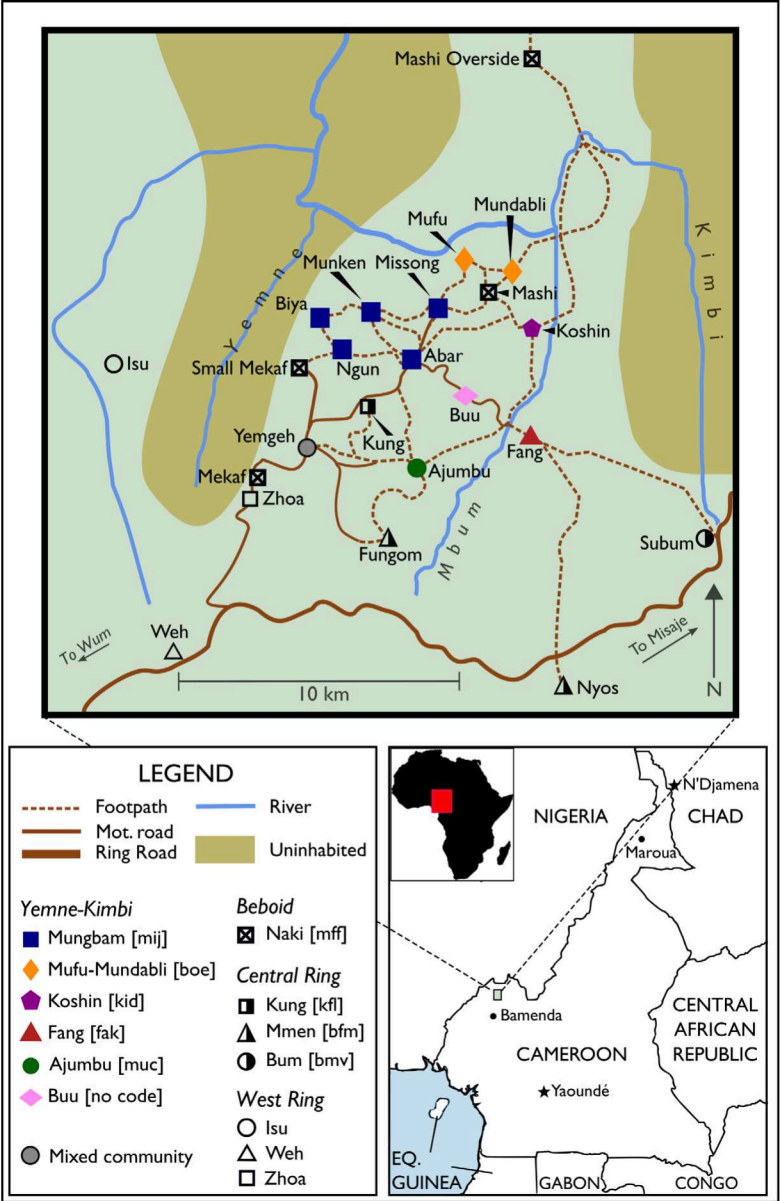 Mashi Overside
Mundabli
Mufu
Kimbi
Yemne
Munken
Missong
Mashi
Biya
Koshin
Isu
Small Mekaf
Ngun
Abar
Buu
Yemgeh
Kung
Fang
Mekaf
Ajumbu
Zhoa
Mbum
Fungom
Subum
To Wum
Weh
To Misaje
10 km
Nyos
N
LEGEND
Footpath
River
Mot. road
Ring Road
Uninhabited
Yemne-Kimbi
Mungbam [mij]
Mufu-Mundabli [boe]
Koshin [kid]
Fang [fak]
Ajumbu [muc]
Buu [no code]
Mixed community
Beboid
Naki [mff]
Central Ring
Kung [kfl]
Mmen [bfm]
Bum [bmv]
West Ring
Isu
Weh
Zhoa
N'Djamena
NIGERIA
CHAD
Maroua
Bamenda
CENTRAL
AFRICAN
REPUBLIC
CAMEROON
Yaoundé
EQ.
GUINEA
GABON
CONGO